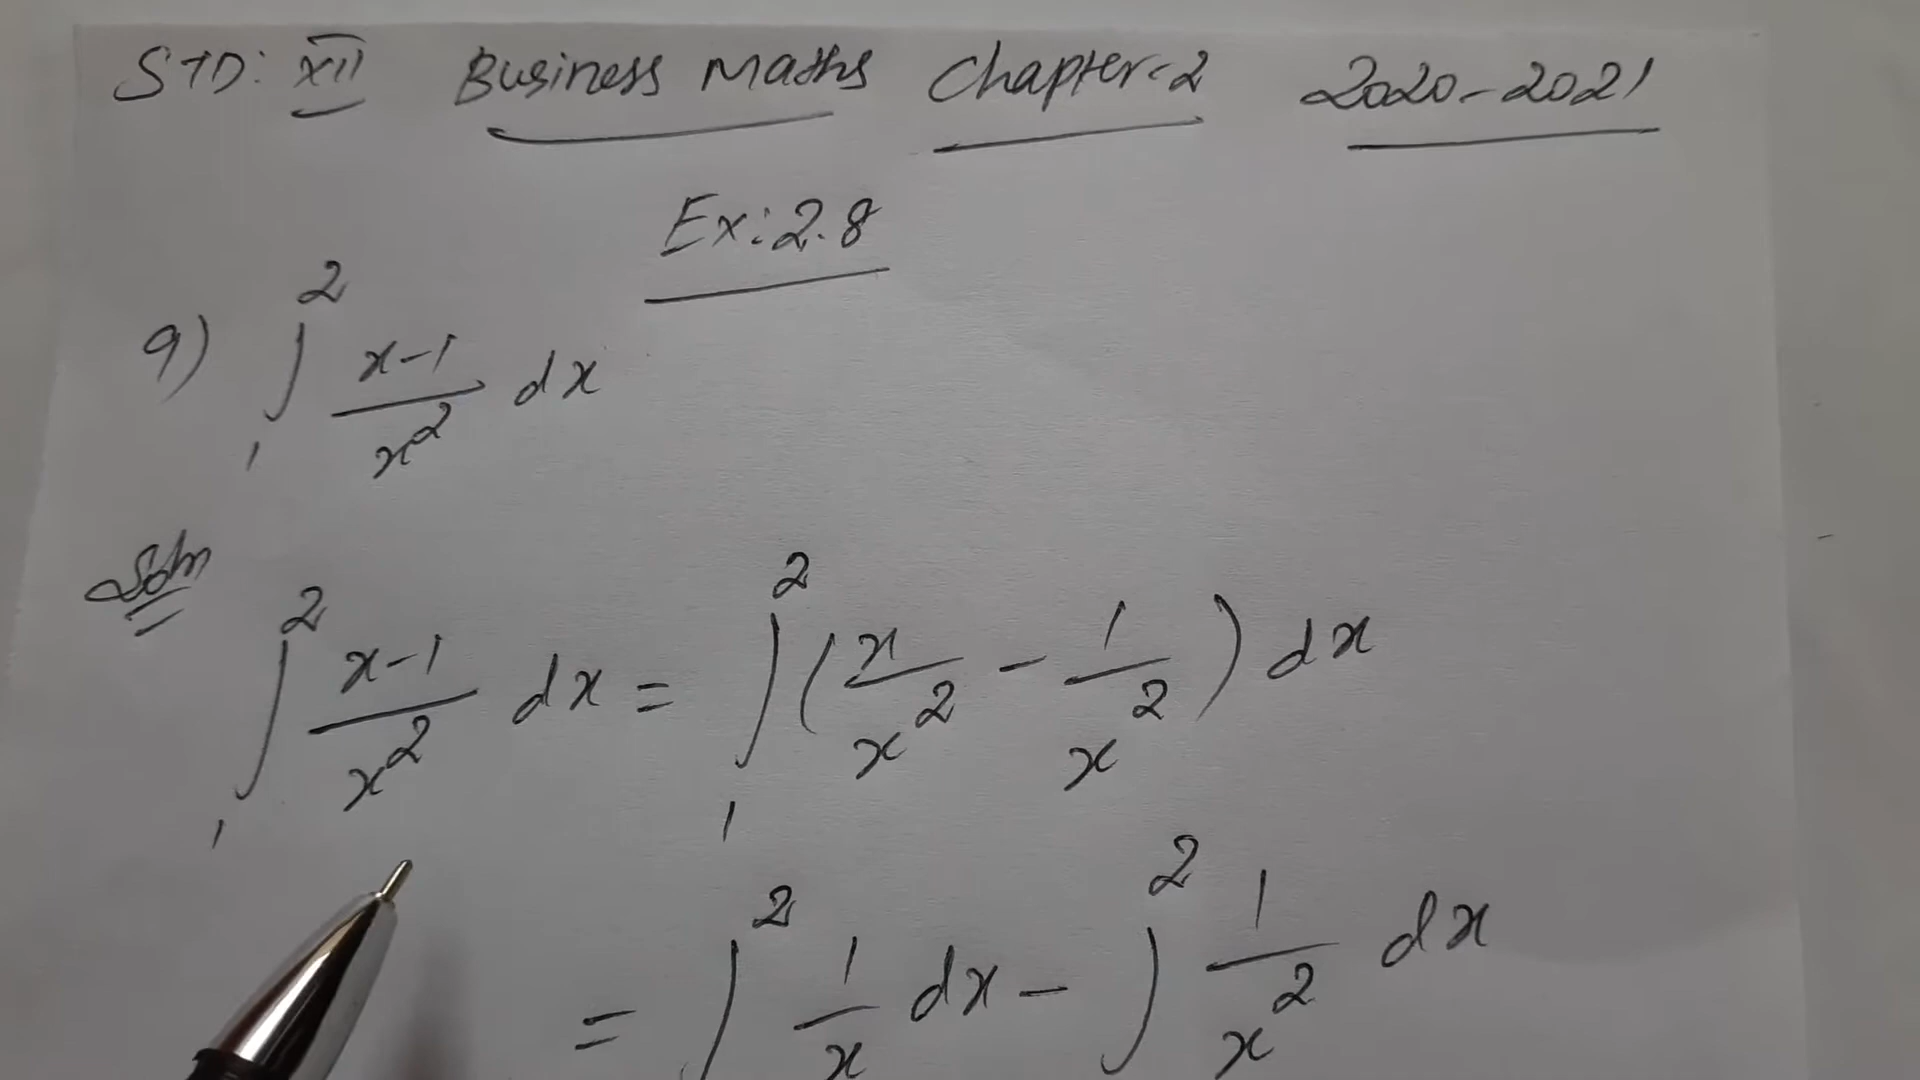 STD: XII Business Maths Chapter-2 2020-2021
Ex: 2.8
9) ∫₁² (x-1)/x² dx
Soln
∫₁² (x-1)/x² dx = ∫₁² (x/x² - 1/x²) dx
= ∫² 1/x dx - ∫² 1/x² dx